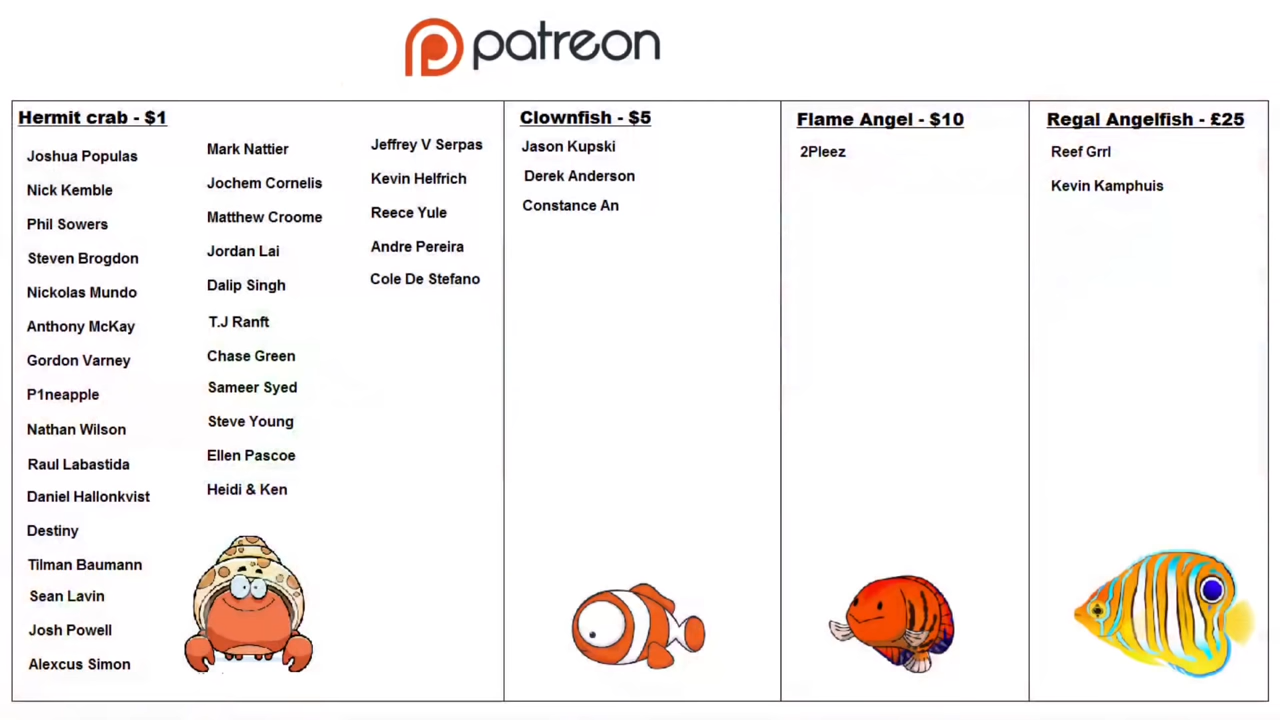 patreon
Hermit crab - $1
Joshua Populas
Nick Kemble
Phil Sowers
Steven Brogdon
Nickolas Mundo
Anthony McKay
Gordon Varney
P1neapple
Nathan Wilson
Raul Labastida
Daniel Hallonkvist
Destiny
Tilman Baumann
Sean Lavin
Josh Powell
Alexcus Simon
Mark Nattier
Jochem Cornelis
Matthew Croome
Jordan Lai
Dalip Singh
T.J Ranft
Chase Green
Sameer Syed
Steve Young
Ellen Pascoe
Heidi & Ken
Jeffrey V Serpas
Kevin Helfrich
Reece Yule
Andre Pereira
Cole De Stefano
Clownfish - $5
Jason Kupski
Derek Anderson
Constance An
Flame Angel - $10
2Pleez
Regal Angelfish - £25
Reef Grrl
Kevin Kamphuis